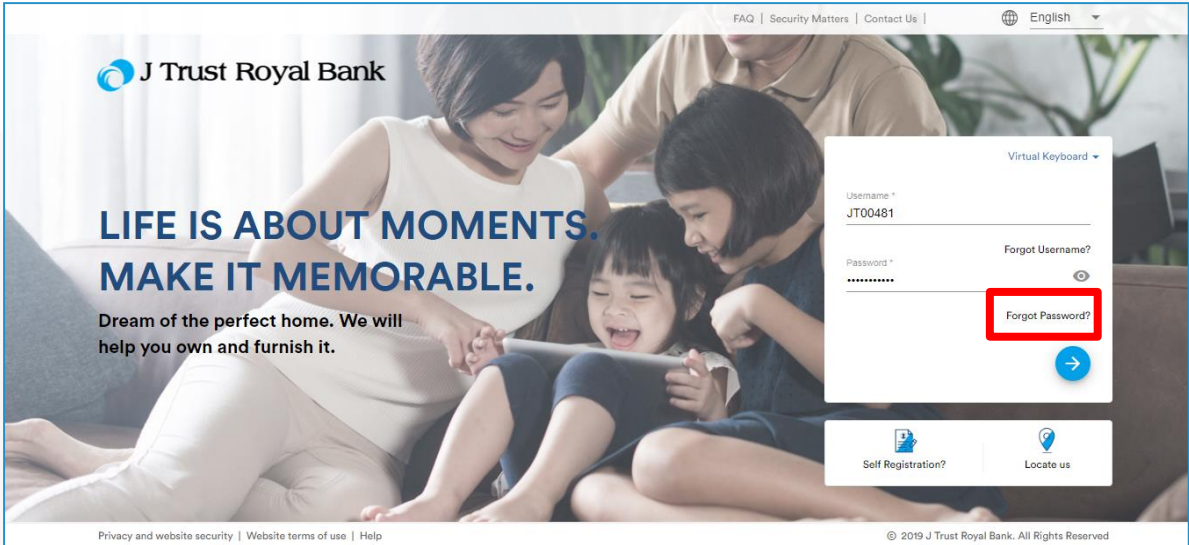 FAQ | Security Matters | Contact Us |
English
J Trust Royal Bank
Virtual Keyboard
Username *
JT00481
LIFE IS ABOUT MOMENTS.
MAKE IT MEMORABLE.
Forgot Username?
Password *
•••••••••••
Dream of the perfect home. We will
help you own and furnish it.
Forgot Password?
Self Registration?
Locate us
Privacy and website security | Website terms of use | Help
© 2019 J Trust Royal Bank. All Rights Reserved